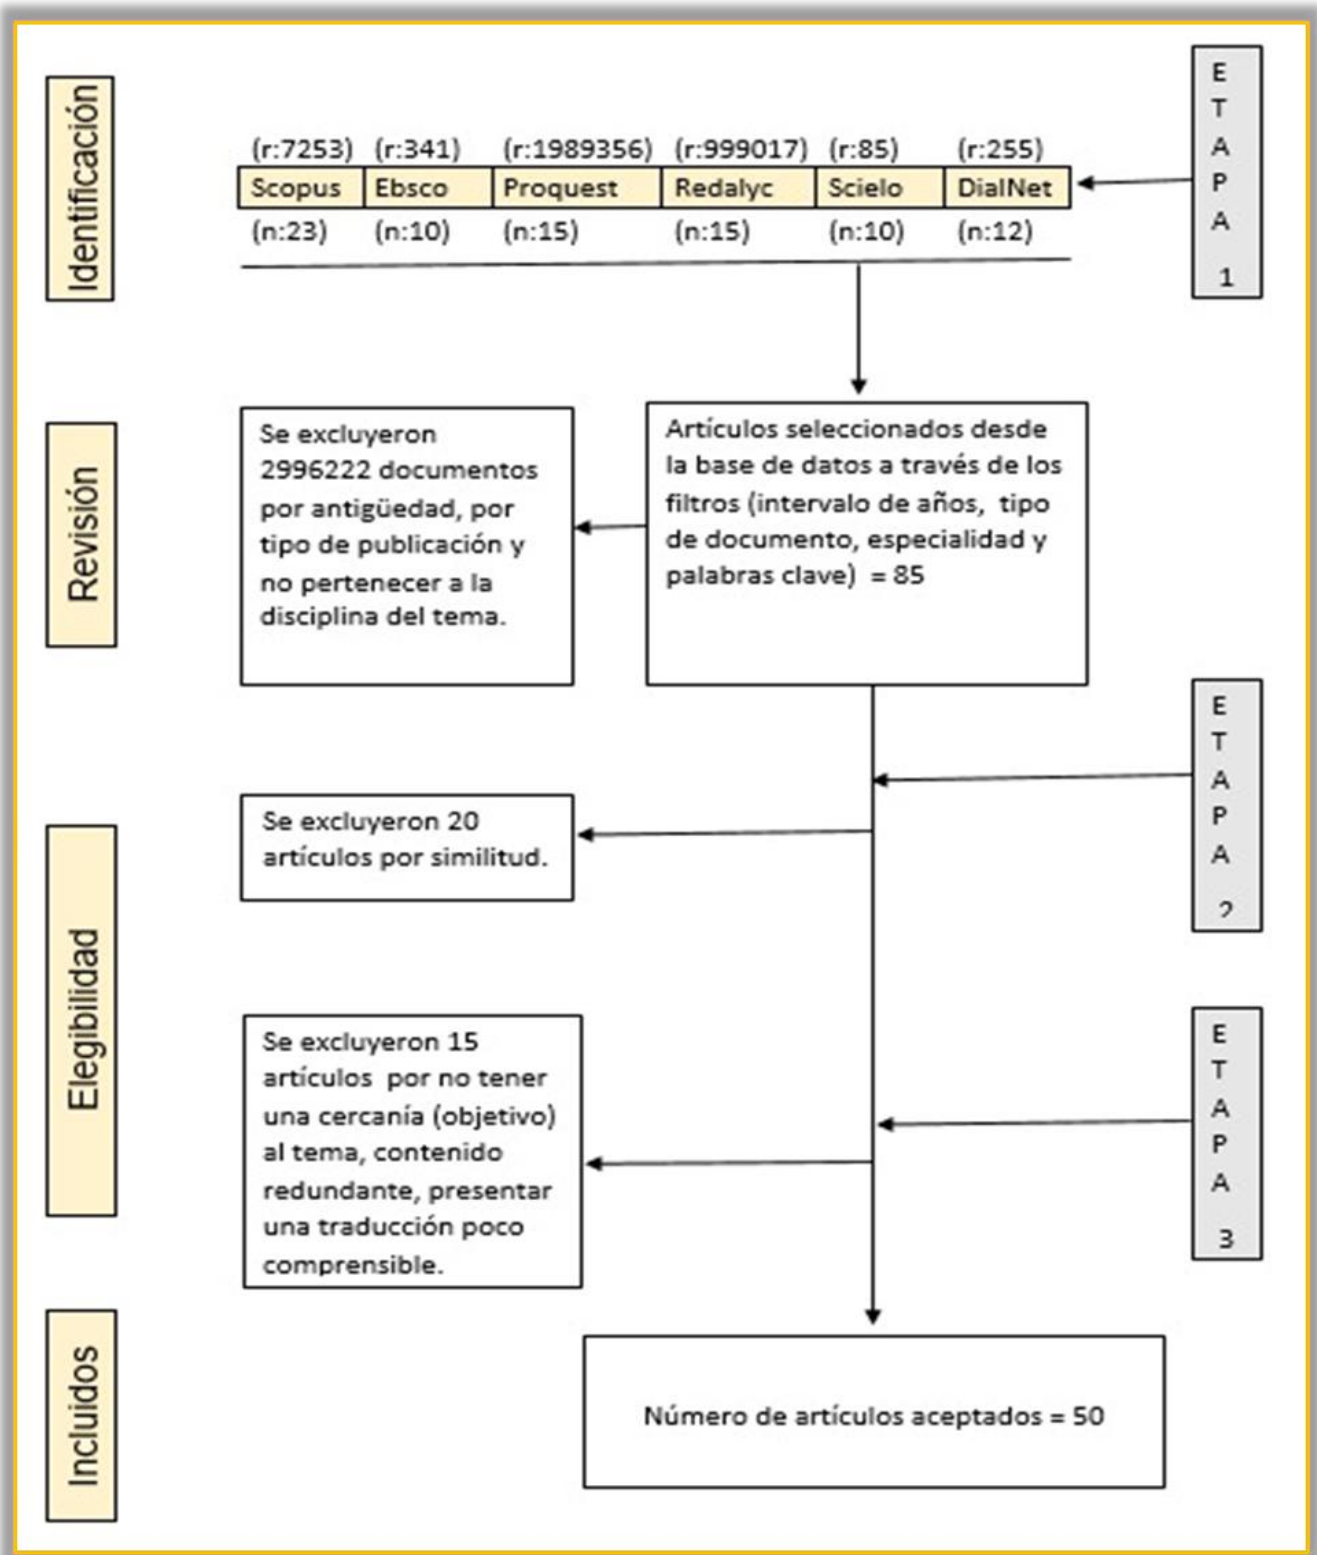 Identificación
(r:7253) (r:341) (r:1989356) (r:999017) (r:85) (r:255)
Scopus Ebsco Proquest Redalyc Scielo DialNet
(n:23) (n:10) (n:15) (n:15) (n:10) (n:12)
E
T
A
P
A
1
Revisión
Se excluyeron
2996222 documentos
por antigüedad, por
tipo de publicación y
no pertenecer a la
disciplina del tema.
Artículos seleccionados desde
la base de datos a través de los
filtros (intervalo de años, tipo
de documento, especialidad y
palabras clave) = 85
E
T
A
P
A
2
Elegibilidad
Se excluyeron 20
artículos por similitud.
Se excluyeron 15
artículos por no tener
una cercanía (objetivo)
al tema, contenido
redundante, presentar
una traducción poco
comprensible.
E
T
A
P
A
3
Incluidos
Número de artículos aceptados = 50